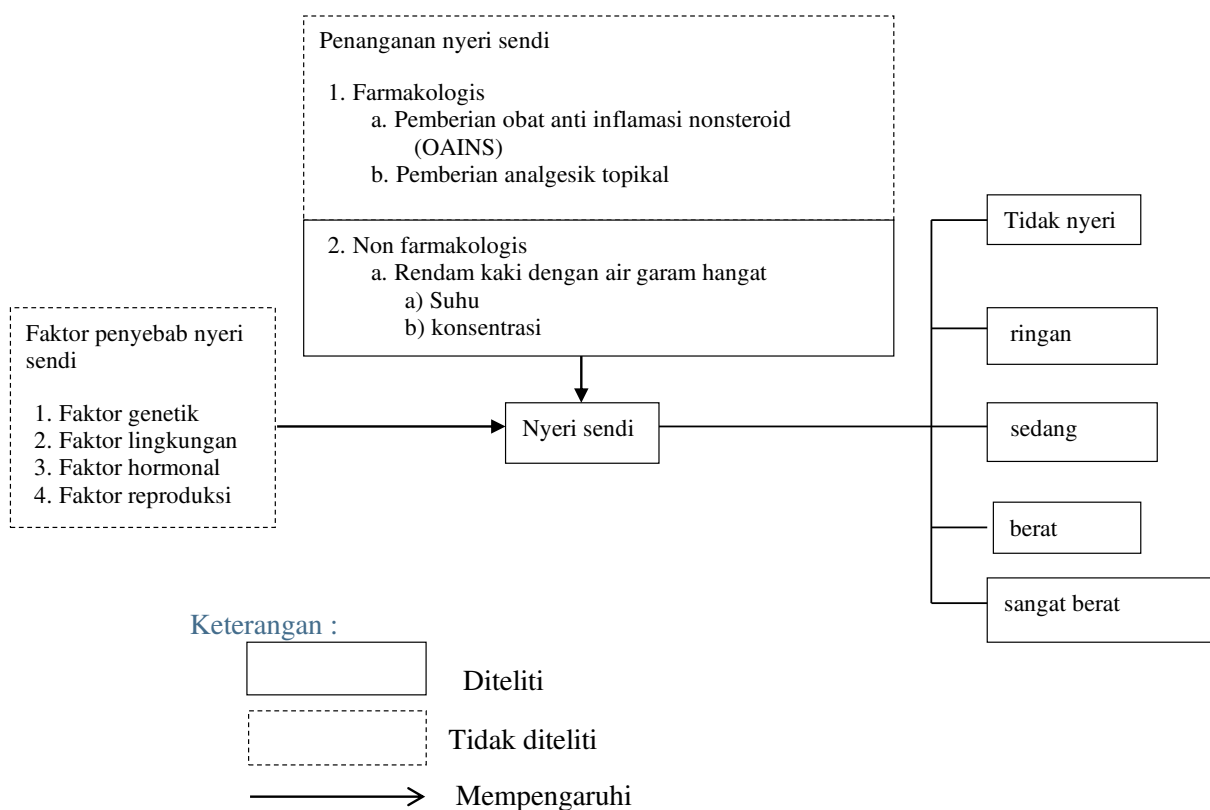 Penanganan nyeri sendi
1. Farmakologis
a. Pemberian obat anti inflamasi nonsteroid
(OAINS)
b. Pemberian analgesik topikal
2. Non farmakologis
a. Rendam kaki dengan air garam hangat
a) Suhu
b) konsentrasi
Faktor penyebab nyeri
sendi
1. Faktor genetik
2. Faktor lingkungan
3. Faktor hormonal
4. Faktor reproduksi
Nyeri sendi
Tidak nyeri
ringan
sedang
berat
sangat berat
Keterangan :
Diteliti
Tidak diteliti
Mempengaruhi